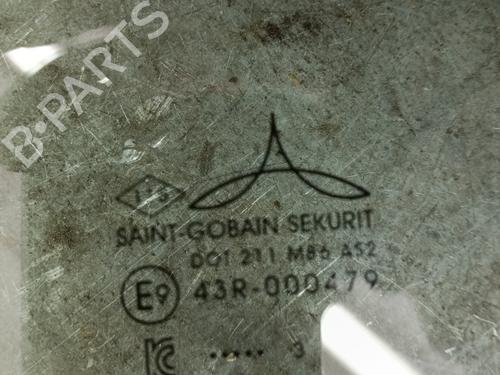 B-PARTS
SAINT-GOBAIN SEKURIT
DOT 211 M86 AS2
E9 43R-000479
..... 3